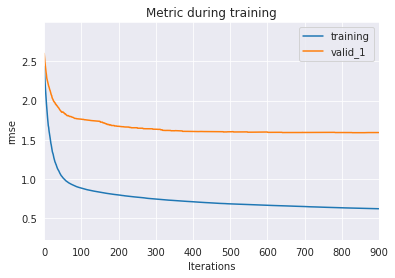 Metric during training
training
valid_1
2.5
2.0
1.5
1.0
0.5
rmse
0 100 200 300 400 500 600 700 800 900
Iterations